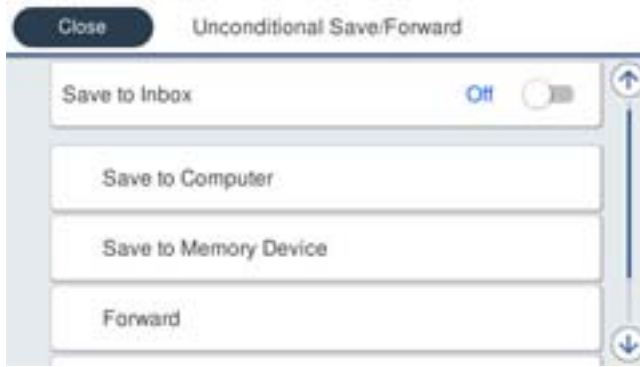 Close Unconditional Save/Forward
Save to Inbox Off
Save to Computer
Save to Memory Device
Forward